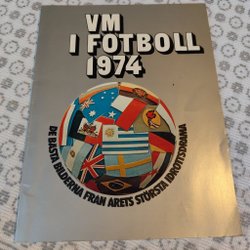 VM
I FOTBOLL
1974
DE BÄSTA BILDERNA FRÅN ÅRETS STÖRSTA IDROTTSDRAMA